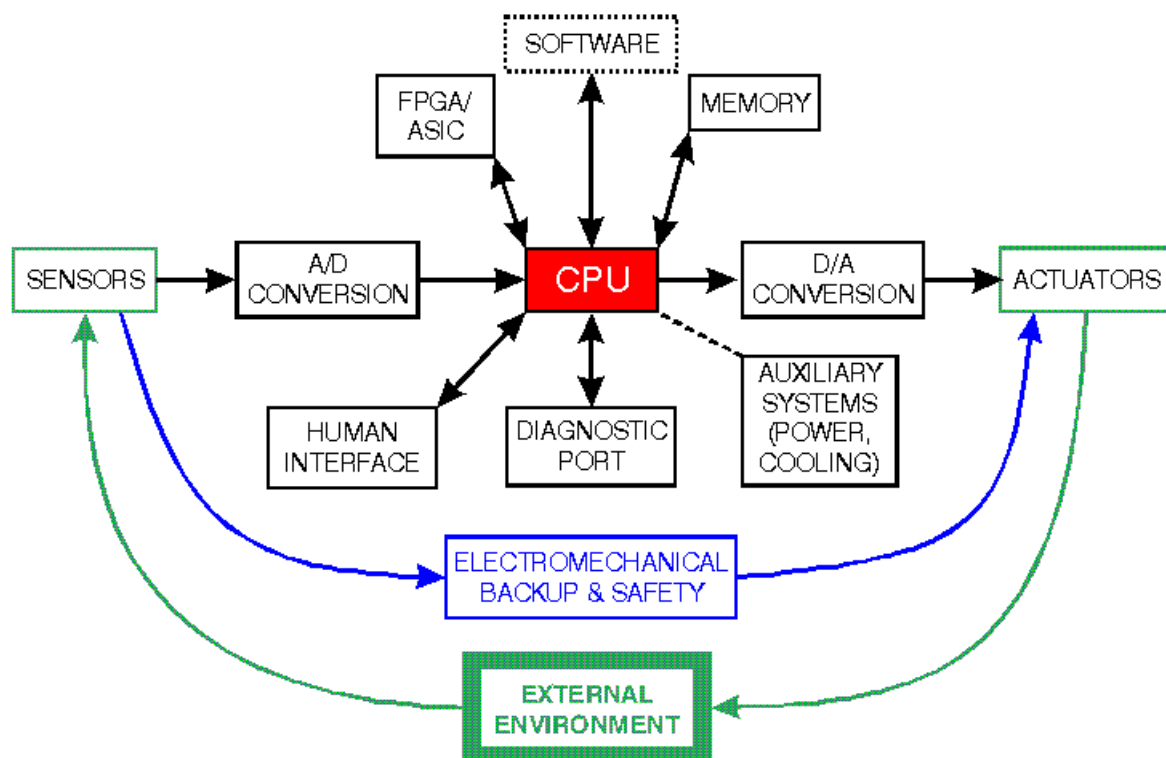 SOFTWARE
FPGA/
ASIC
MEMORY
SENSORS
A/D
CONVERSION
CPU
D/A
CONVERSION
ACTUATORS
HUMAN
INTERFACE
DIAGNOSTIC
PORT
AUXILIARY
SYSTEMS
(POWER,
COOLING)
ELECTROMECHANICAL
BACKUP & SAFETY
EXTERNAL
ENVIRONMENT